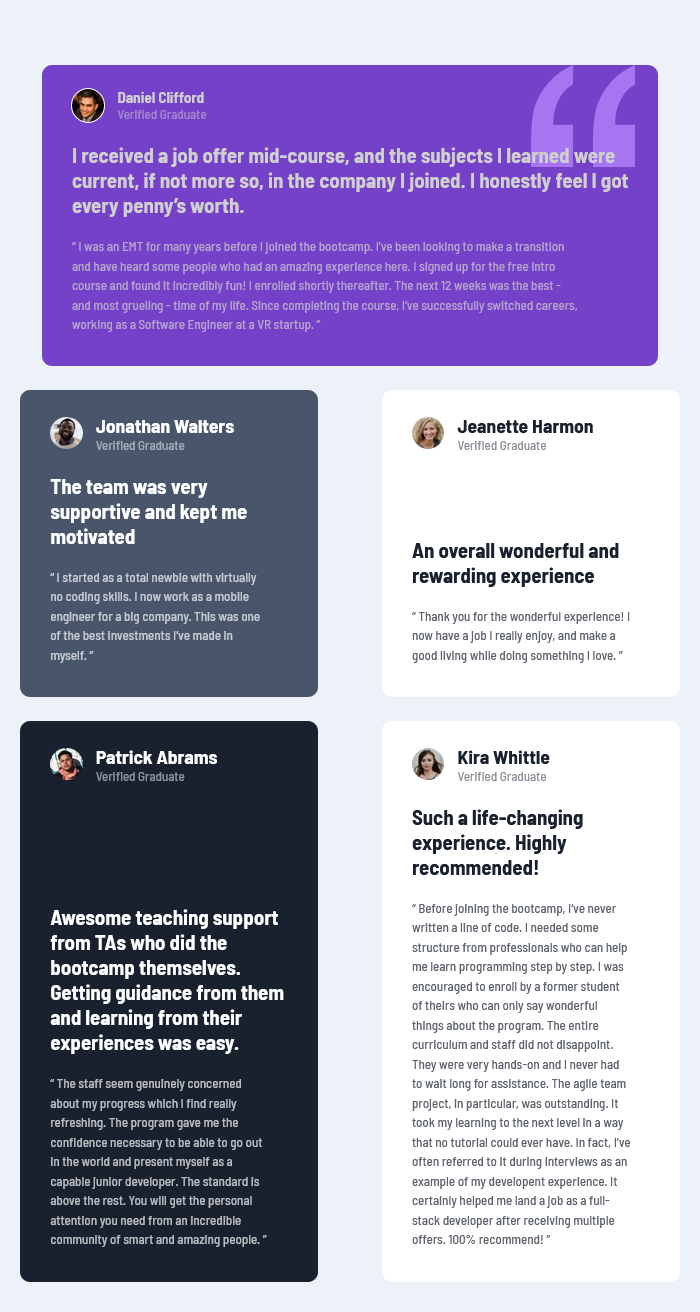 Daniel Clifford
Verified Graduate
I received a job offer mid-course, and the subjects I learned were
current, if not more so, in the company I joined. I honestly feel I got
every penny’s worth.
“ I was an EMT for many years before I joined the bootcamp. I’ve been looking to make a transition
and have heard some people who had an amazing experience here. I signed up for the free intro
course and found it incredibly fun! I enrolled shortly thereafter. The next 12 weeks was the best -
and most grueling - time of my life. Since completing the course, I’ve successfully switched careers,
working as a Software Engineer at a VR startup. ”
Jonathan Walters
Verified Graduate
The team was very
supportive and kept me
motivated
“ I started as a total newbie with virtually
no coding skills. I now work as a mobile
engineer for a big company. This was one
of the best investments I’ve made in
myself. ”
Jeanette Harmon
Verified Graduate
An overall wonderful and
rewarding experience
“ Thank you for the wonderful experience! I
now have a job I really enjoy, and make a
good living while doing something I love. ”
Patrick Abrams
Verified Graduate
Awesome teaching support
from TAs who did the
bootcamp themselves.
Getting guidance from them
and learning from their
experiences was easy.
“ The staff seem genuinely concerned
about my progress which I find really
refreshing. The program gave me the
confidence necessary to be able to go out
in the world and present myself as a
capable junior developer. The standard is
above the rest. You will get the personal
attention you need from an incredible
community of smart and amazing people. ”
Kira Whittle
Verified Graduate
Such a life-changing
experience. Highly
recommended!
“ Before joining the bootcamp, I’ve never
written a line of code. I needed some
structure from professionals who can help
me learn programming step by step. I was
encouraged to enroll by a former student
of theirs who can only say wonderful
things about the program. The entire
curriculum and staff did not disappoint.
They were very hands-on and I never had
to wait long for assistance. The agile team
project, in particular, was outstanding. It
took my learning to the next level in a way
that no tutorial could ever have. In fact, I’ve
often referred to it during interviews as an
example of my developent experience. It
certainly helped me land a job as a full-
stack developer after receiving multiple
offers. 100% recommend! ”